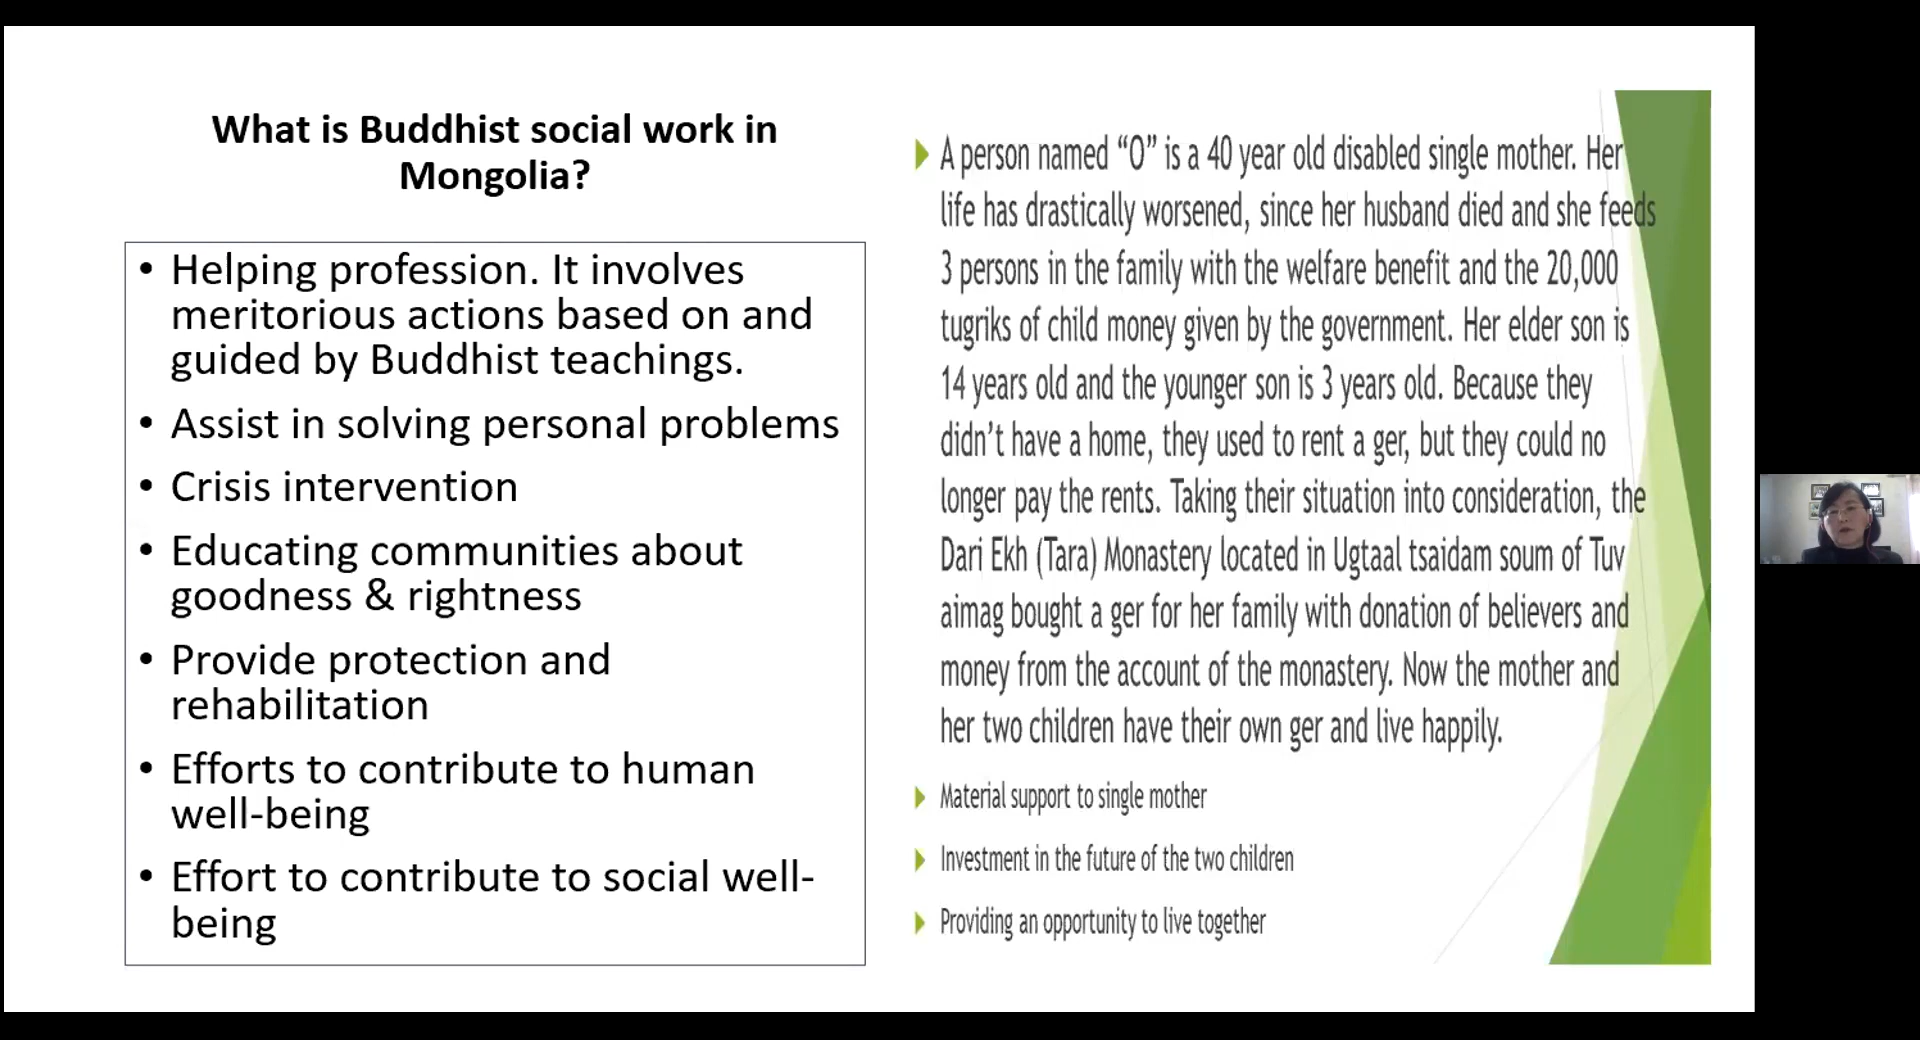 What is Buddhist social work in
Mongolia?
• Helping profession. It involves
meritorious actions based on and
guided by Buddhist teachings.
• Assist in solving personal problems
• Crisis intervention
• Educating communities about
goodness & rightness
• Provide protection and
rehabilitation
• Efforts to contribute to human
well-being
• Effort to contribute to social well-
being
A person named “O” is a 40 year old disabled single mother. Her
life has drastically worsened, since her husband died and she feeds
3 persons in the family with the welfare benefit and the 20,000
tugriks of child money given by the government. Her elder son is
14 years old and the younger son is 3 years old. Because they
didn’t have a home, they used to rent a ger, but they could no
longer pay the rents. Taking their situation into consideration, the
Dari Ekh (Tara) Monastery located in Ugtaal tsaidam soum of Tuv
aimag bought a ger for her family with donation of believers and
money from the account of the monastery. Now the mother and
her two children have their own ger and live happily.
Material support to single mother
Investment in the future of the two children
Providing an opportunity to live together